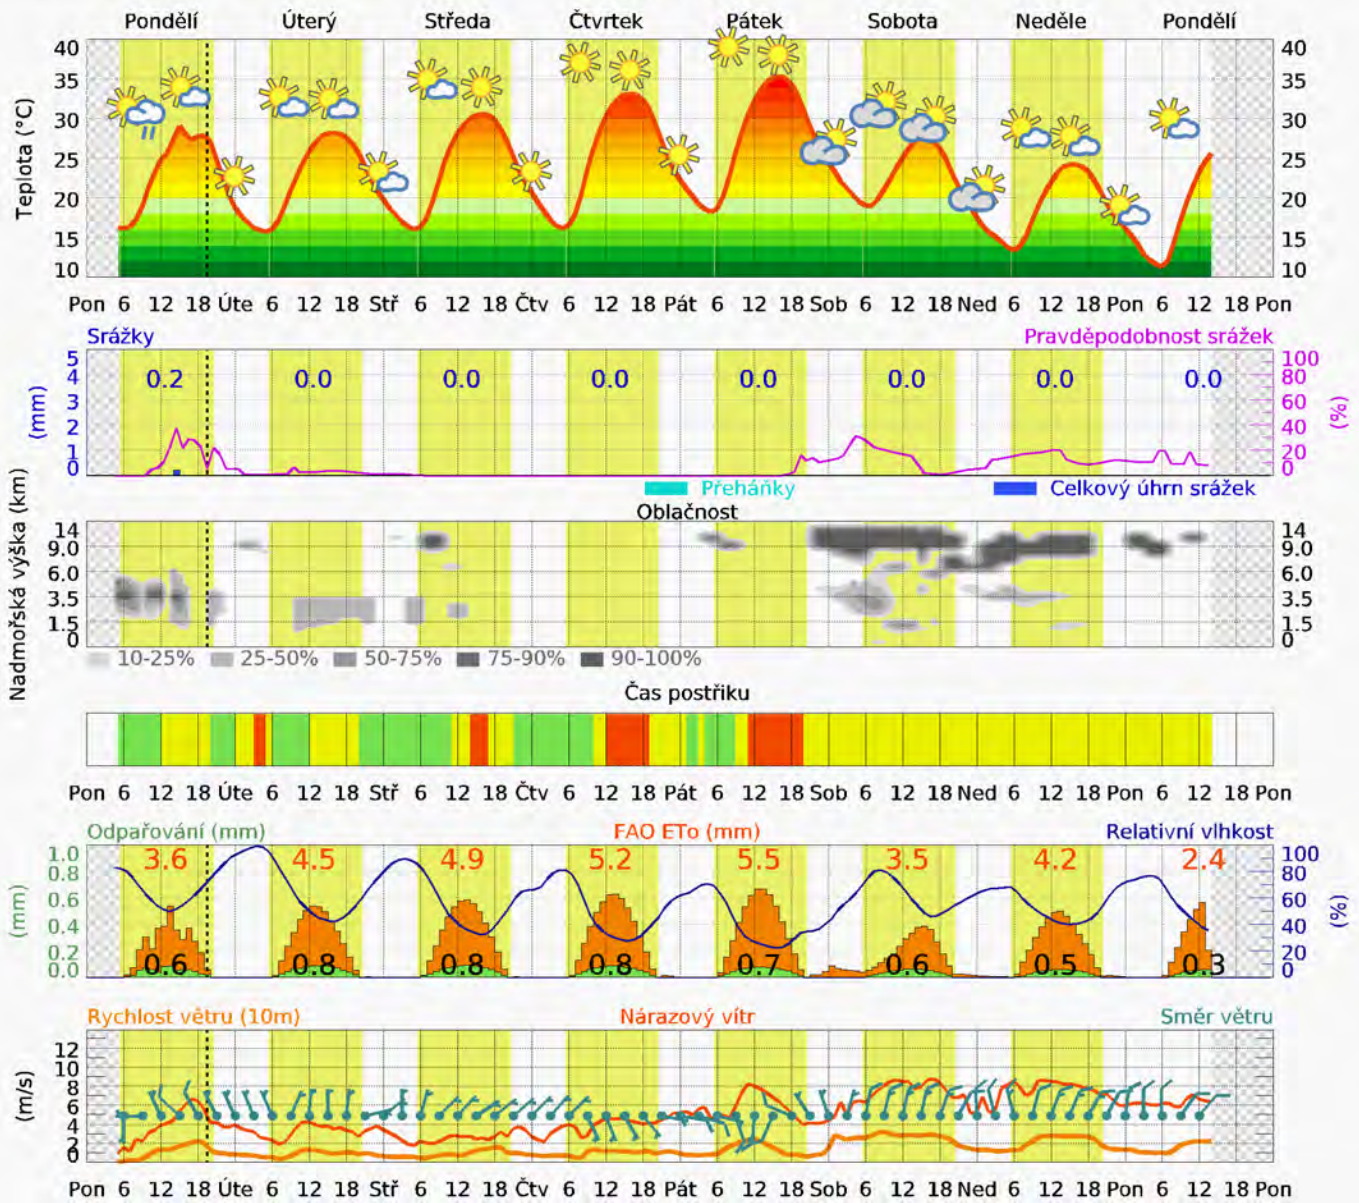 Pondělí Úterý Středa Čtvrtek Pátek Sobota Neděle Pondělí
Teplota (°C)
40 40
35 35
30 30
25 25
20 20
15 15
10 10
Pon 6 12 18 Úte 6 12 18 Stř 6 12 18 Čtv 6 12 18 Pát 6 12 18 Sob 6 12 18 Ned 6 12 18 Pon 6 12 18 Pon
Srážky Pravděpodobnost srážek
(mm) (%)
5 100
4 0.2 0.0 0.0 0.0 0.0 0.0 0.0 0.0 80
3 60
2 40
1 20
0 0
Přeháňky Celkový úhrn srážek
Oblačnost
Nadmořská výška (km)
14 14
9.0 9.0
6.0 6.0
3.5 3.5
1.5 1.5
0 0
10-25% 25-50% 50-75% 75-90% 90-100%
Čas postřiku
Pon 6 12 18 Úte 6 12 18 Stř 6 12 18 Čtv 6 12 18 Pát 6 12 18 Sob 6 12 18 Ned 6 12 18 Pon 6 12 18 Pon
Odpařování (mm) FAO ETo (mm) Relativní vlhkost
(mm) (%)
1.0 3.6 4.5 4.9 5.2 5.5 3.5 4.2 2.4 100
0.8 80
0.6 60
0.4 40
0.2 20
0.0 0.6 0.8 0.8 0.8 0.7 0.6 0.5 0.3 0
Rychlost větru (10m) Nárazový vítr Směr větru
(m/s)
12
10
8
6
4
2
0
Pon 6 12 18 Úte 6 12 18 Stř 6 12 18 Čtv 6 12 18 Pát 6 12 18 Sob 6 12 18 Ned 6 12 18 Pon 6 12 18 Pon